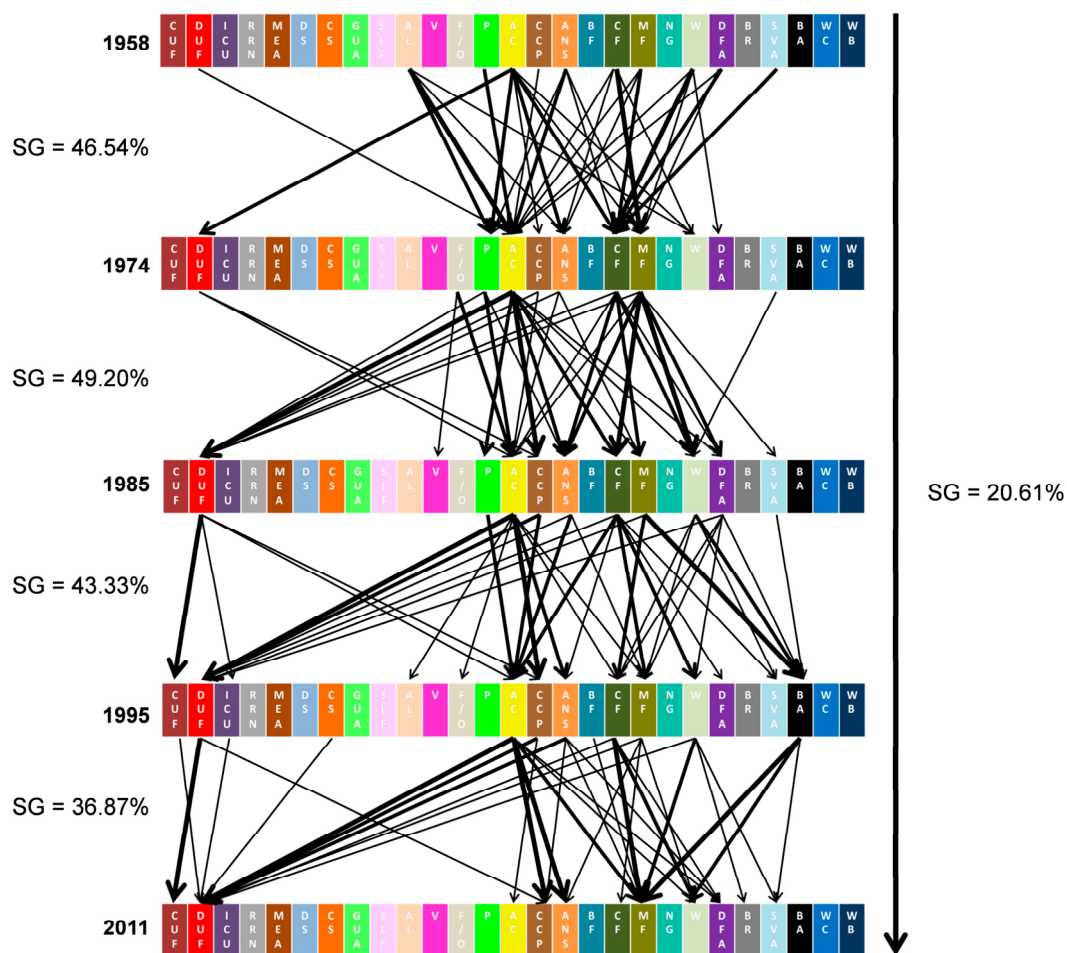 1958 CUF DUF ICU RRN MEA DS CS GUA SLF AL V F/O P AC CCP ANS BF CF MF NG W DFA BR SVA BA WC WB
SG = 46.54%
1974 CUF DUF ICU RRN MEA DS CS GUA SLF AL V F/O P AC CCP ANS BF CF MF NG W DFA BR SVA BA WC WB
SG = 49.20%
1985 CUF DUF ICU RRN MEA DS CS GUA SLF AL V F/O P AC CCP ANS BF CF MF NG W DFA BR SVA BA WC WB
SG = 20.61%
SG = 43.33%
1995 CUF DUF ICU RRN MEA DS CS GUA SLF AL V F/O P AC CCP ANS BF CF MF NG W DFA BR SVA BA WC WB
SG = 36.87%
2011 CUF DUF ICU RRN MEA DS CS GUA SLF AL V F/O P AC CCP ANS BF CF MF NG W DFA BR SVA BA WC WB